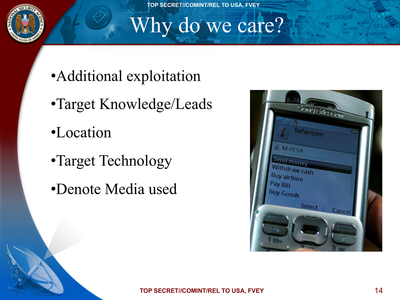 TOP SECRET//COMINT/REL TO USA, FVEY
Why do we care?
•Additional exploitation
•Target Knowledge/Leads
•Location
•Target Technology
•Denote Media used
Safaricom
M-PESA
Send money
Withdraw cash
Buy airtime
Pay Bill
Buy Goods
Select Cancel
TOP SECRET//COMINT/REL TO USA, FVEY
14